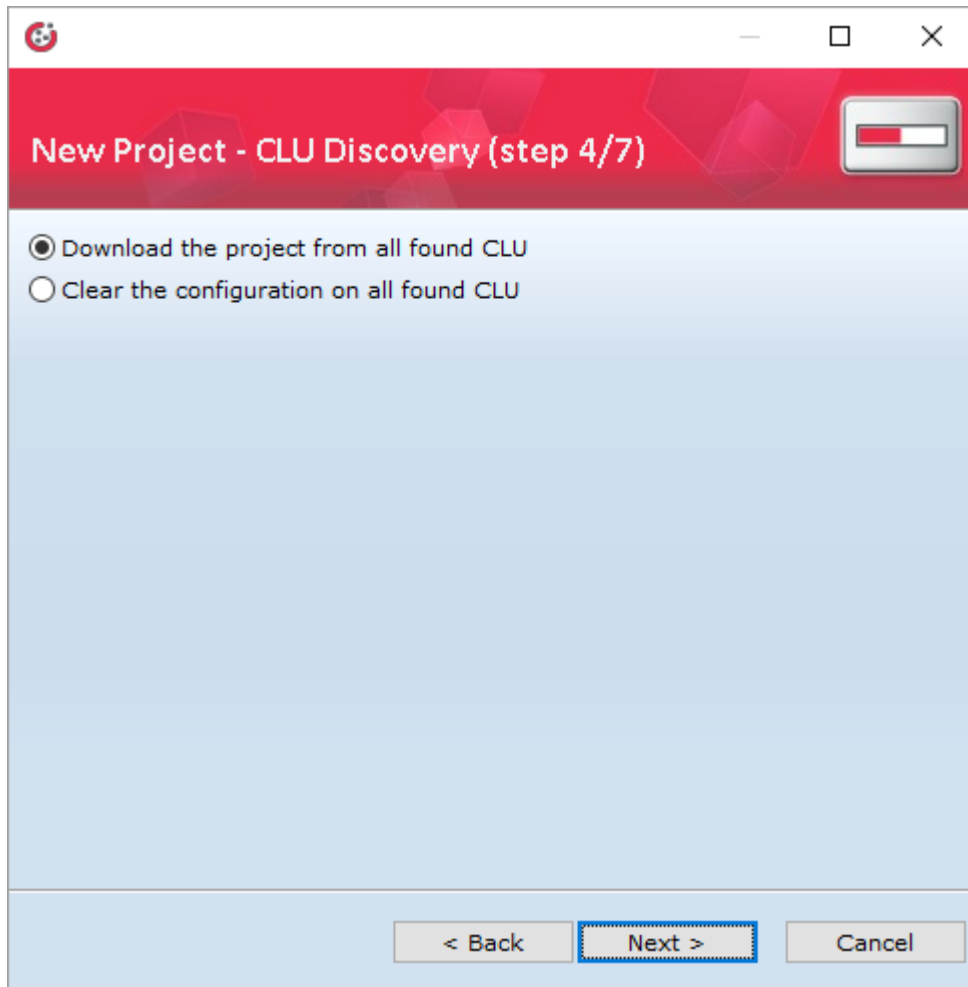 New Project - CLU Discovery (step 4/7)
Download the project from all found CLU
Clear the configuration on all found CLU
< Back
Next >
Cancel